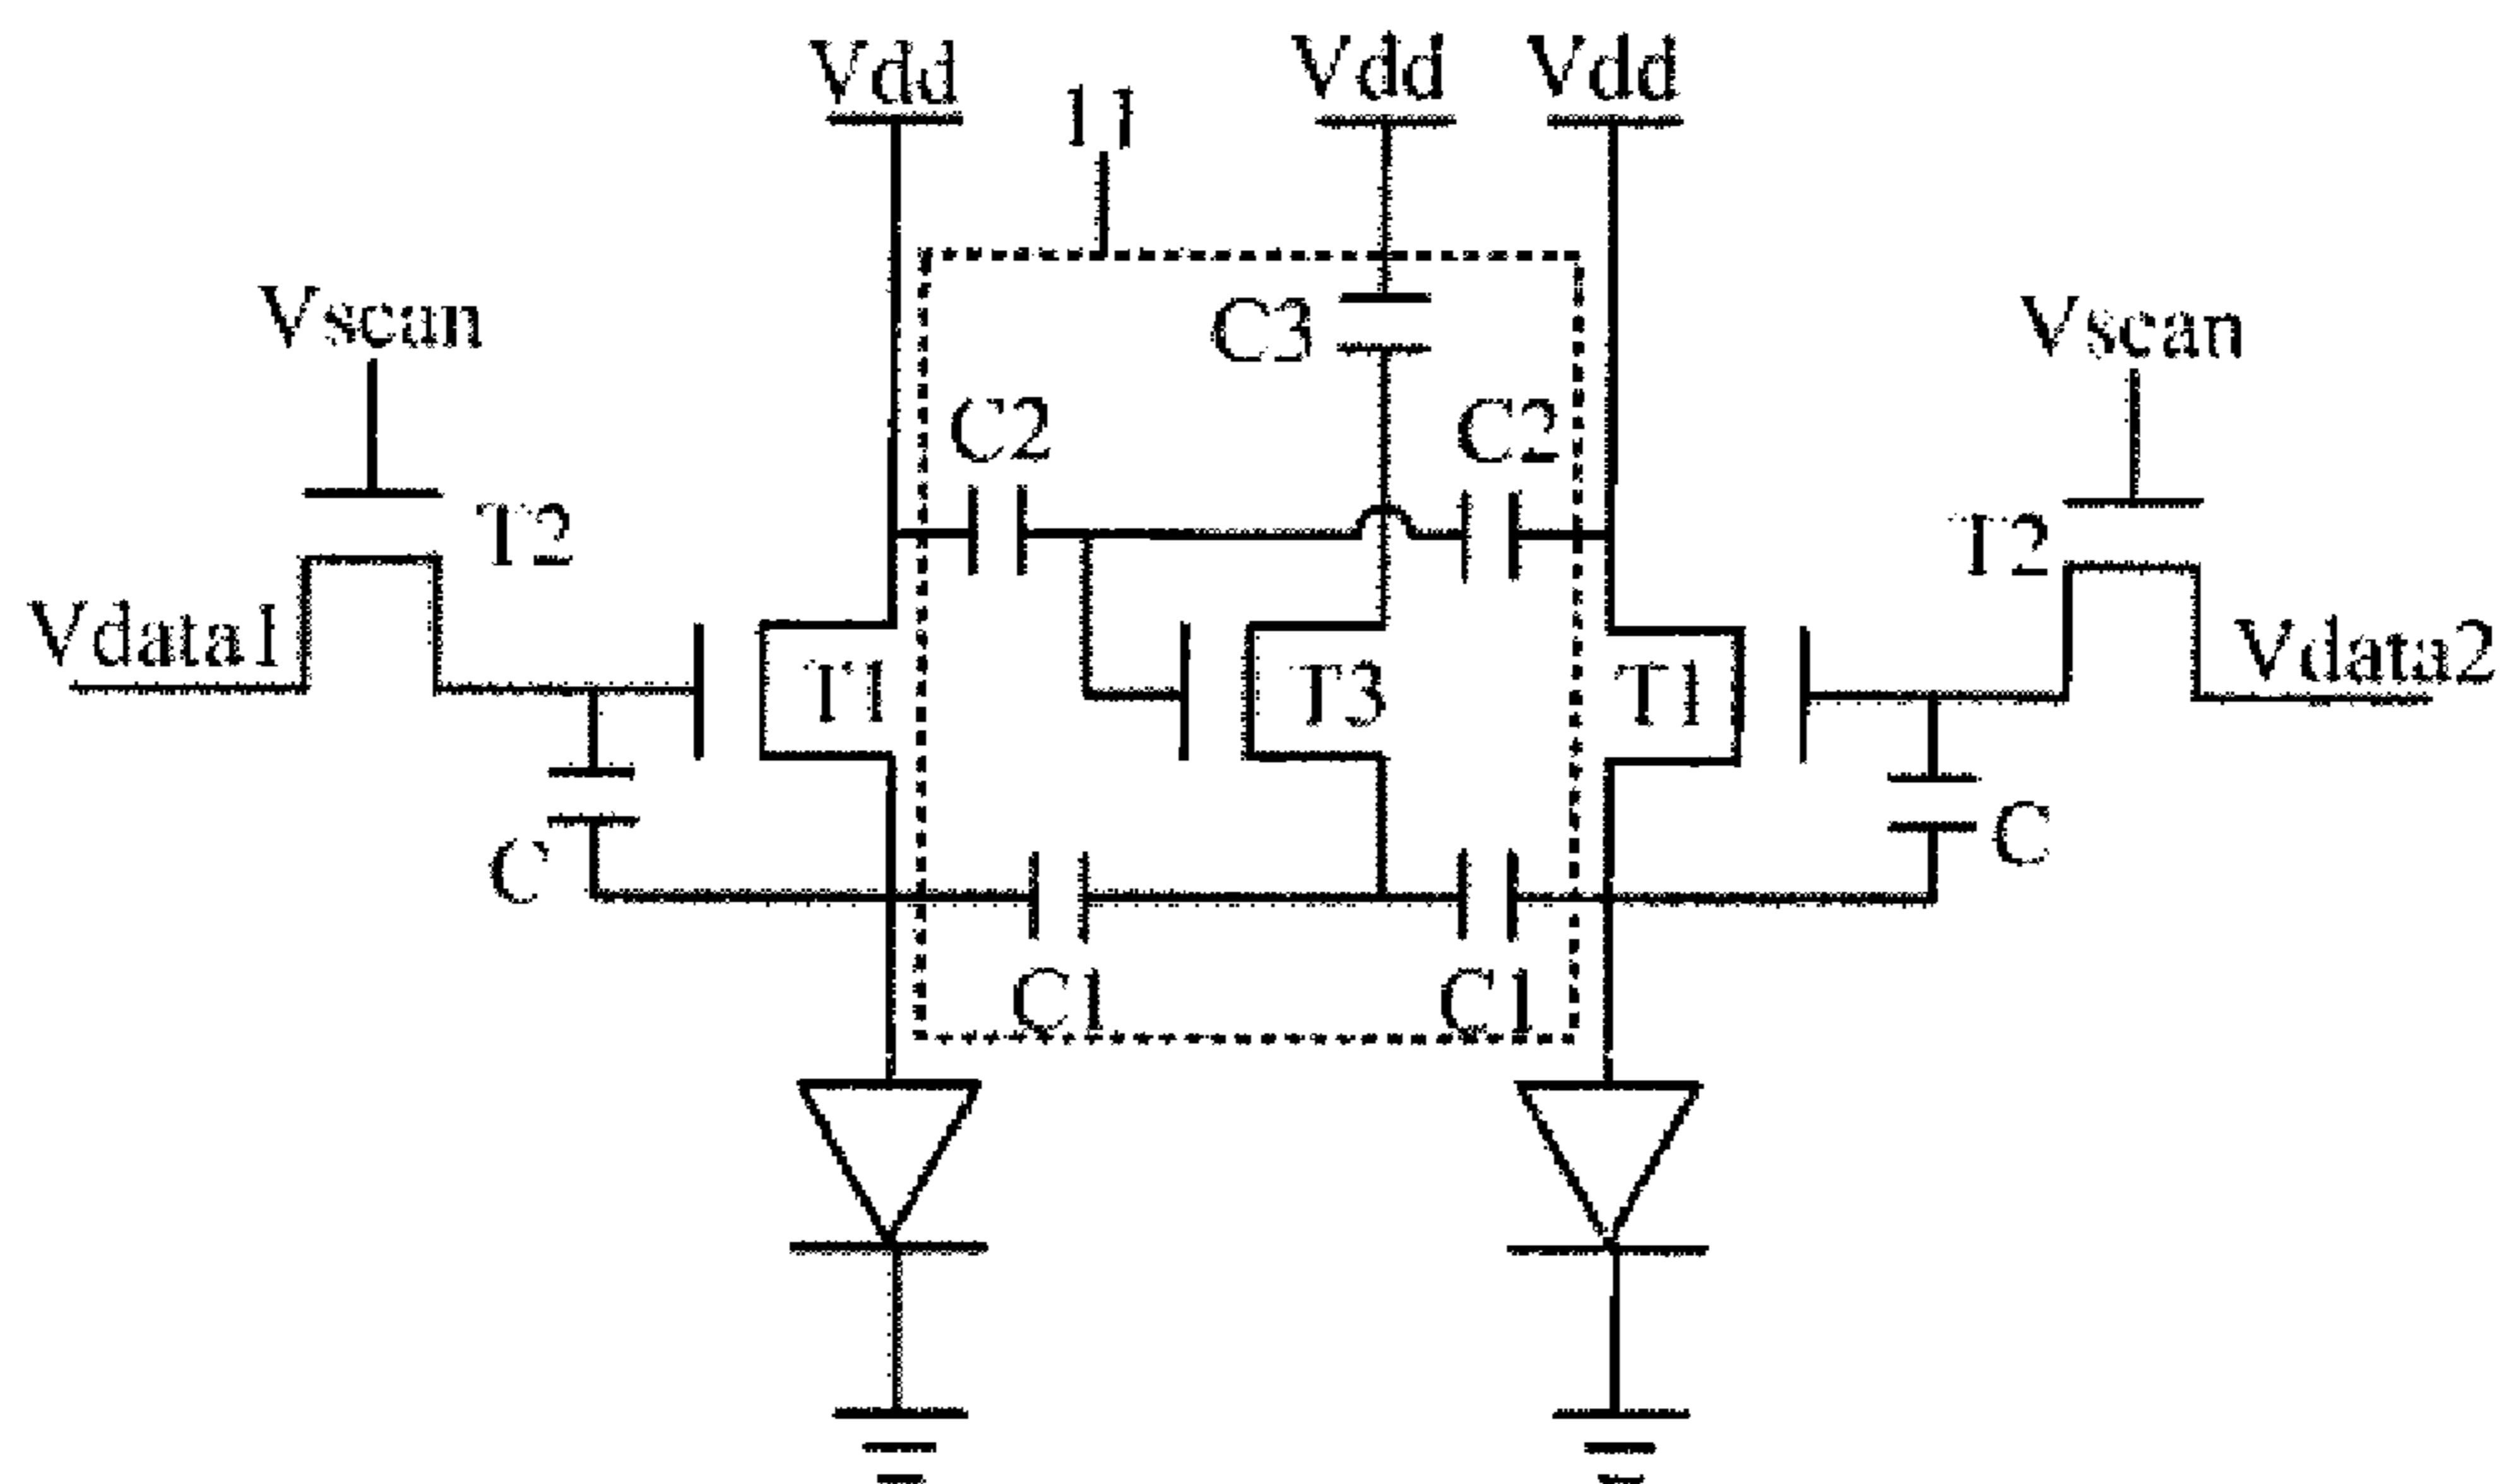 Vdd
11
Vdd
Vdd
Vscan
C3
Vscan
C2
C2
T2
T2
Vdata1
T1
T3
T1
Vdata2
C
C
C1
C1